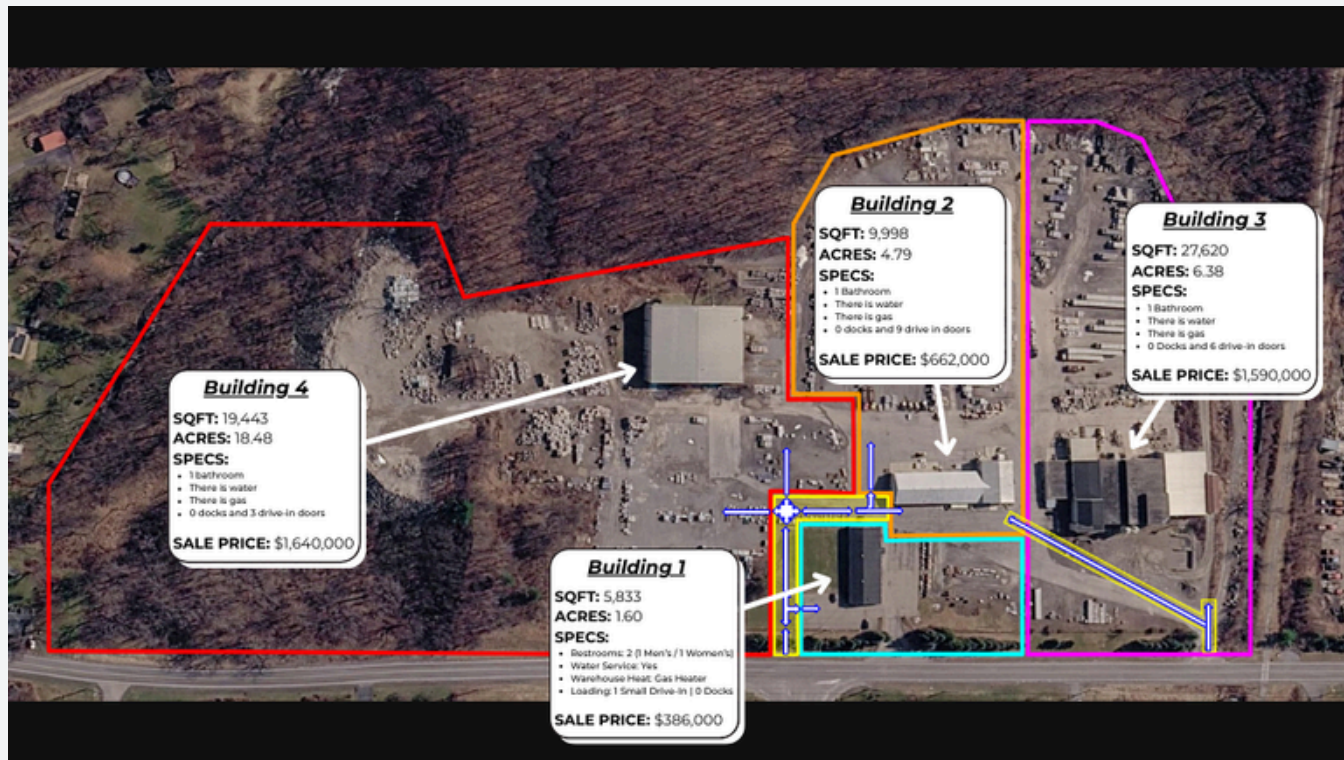 Building 2
SQFT: 9,998
ACRES: 4.79
SPECS:
• 1 Bathroom
• There is water
• There is gas
• 0 docks and 9 drive in doors
SALE PRICE: $662,000
Building 3
SQFT: 27,620
ACRES: 6.38
SPECS:
• 1 Bathroom
• There is water
• There is gas
• 0 Docks and 6 drive-in doors
SALE PRICE: $1,590,000
Building 4
SQFT: 19,443
ACRES: 18.48
SPECS:
• 1 bathroom
• There is water
• There is gas
• 0 docks and 3 drive-in doors
SALE PRICE: $1,640,000
Building 1
SQFT: 5,833
ACRES: 1.60
SPECS:
• Restrooms: 2 (1 Men's / 1 Women's)
• Water Service: Yes
• Warehouse Heat: Gas Heater
• Loading: 1 Small Drive-In | 0 Docks
SALE PRICE: $386,000